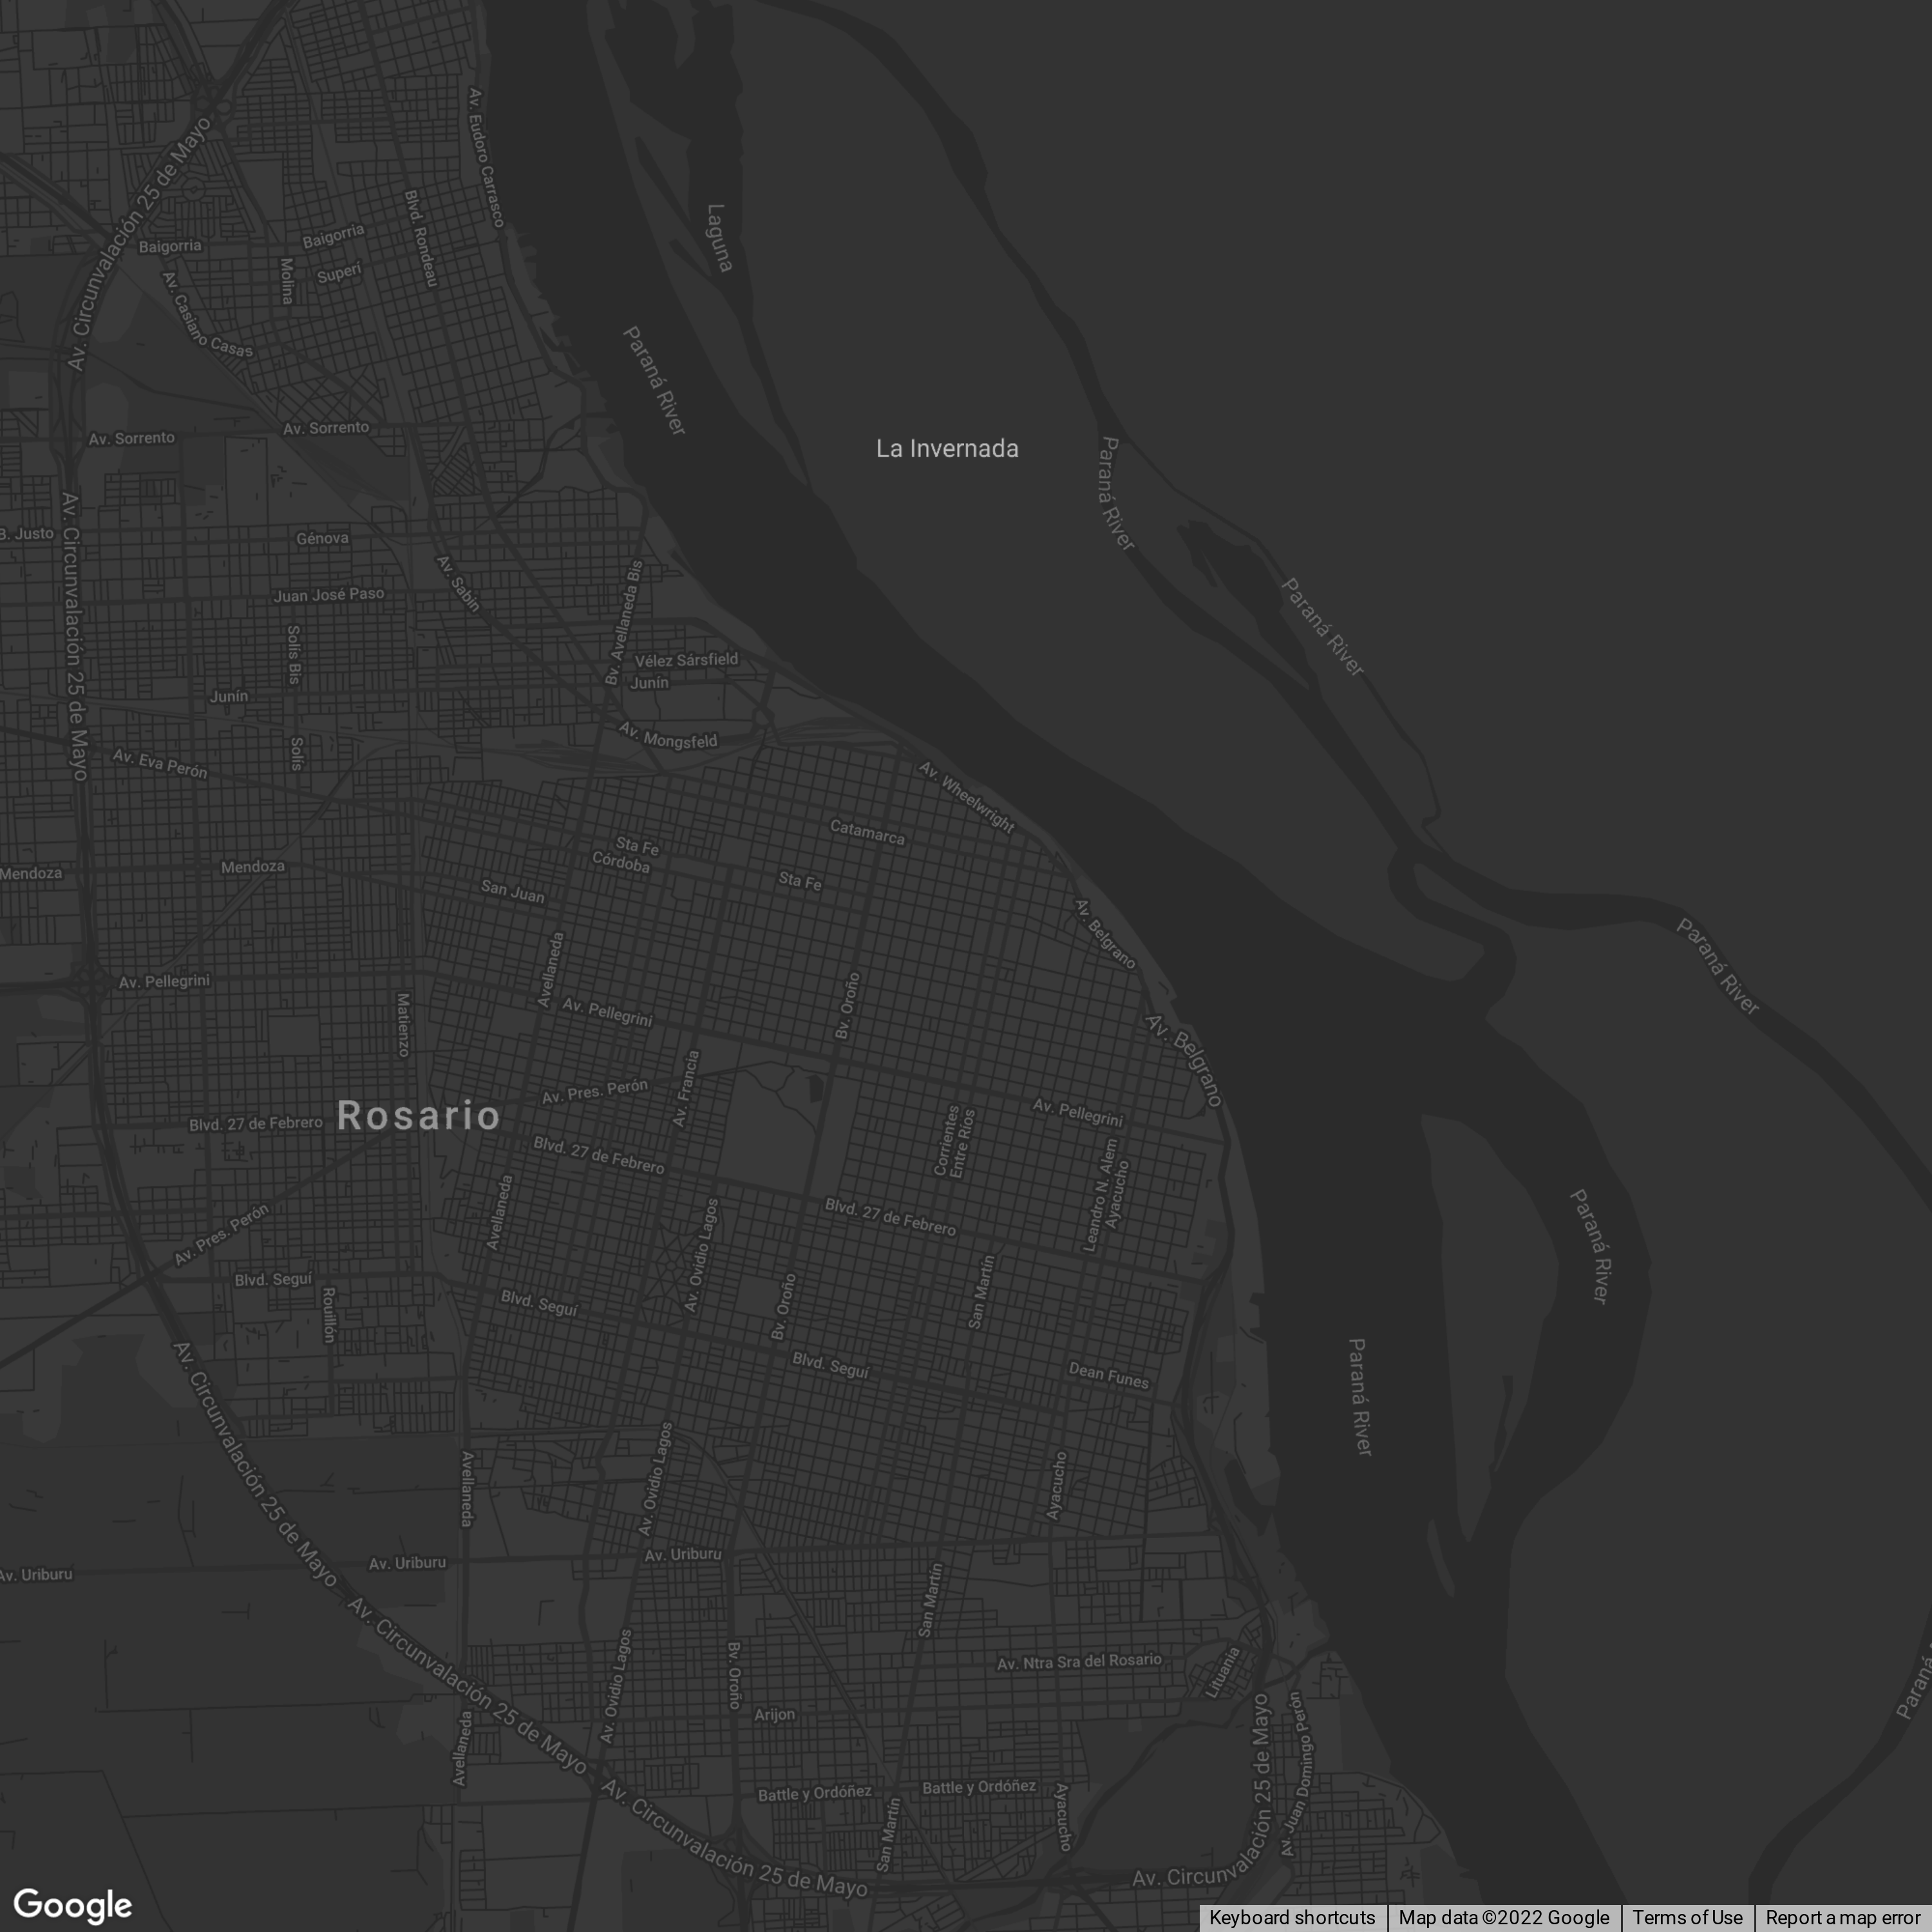 Av. Circunvalación 25 de Mayo
Av. Eudoro Carrasco
Blvd. Rondeau
Laguna
Baigorria
Baigorria
Molina
Superí
Av. Casiano Casas
Paraná River
Av. Sorrento
Av. Sorrento
La Invernada
Paraná River
Av. Circunvalación 25 de Mayo
B. Justo
Génova
Av. Sabin
Bv. Avellaneda Bis
Juan José Paso
Paraná River
Solís Bis
Vélez Sársfield
Junín
Junín
Av. Mongsfeld
Solís
Av. Eva Perón
Av. Wheelwright
Catamarca
Sta Fe
Córdoba
Mendoza
Mendoza
San Juan
Sta Fe
Av. Belgrano
Paraná River
Avellaneda
Av. Pellegrini
Bv. Oroño
Av. Pellegrini
Matienzo
Av. Belgrano
Av. Francia
Av. Pres. Perón
Rosario
Av. Pellegrini
Blvd. 27 de Febrero
Corrientes
Entre Ríos
Blvd. 27 de Febrero
Leandro N. Alem
Ayacucho
Avellaneda
Av. Pres. Perón
Av. Ovidio Lagos
Blvd. 27 de Febrero
Paraná River
Blvd. Seguí
Rouillón
Blvd. Seguí
Bv. Oroño
San Martín
Blvd. Seguí
Dean Funes
Paraná River
Av. Circunvalación 25 de Mayo
Avellaneda
Av. Ovidio Lagos
Ayacucho
Av. Uriburu
Av. Uriburu
Av. Uriburu
San Martín
Av. Circunvalación 25 de Mayo
Av. Ovidio Lagos
Bv. Oroño
Av. Ntra Sra del Rosario
Lituania
Arijon
Avellaneda
Av. Circunvalación 25 de Mayo
Av. Juan Domingo Perón
Battle y Ordóñez
Battle y Ordóñez
Ayacucho
San Martín
Av. Circunvalación 25 de Mayo
Paraná
Google
Keyboard shortcuts
Map data ©2022 Google
Terms of Use
Report a map error